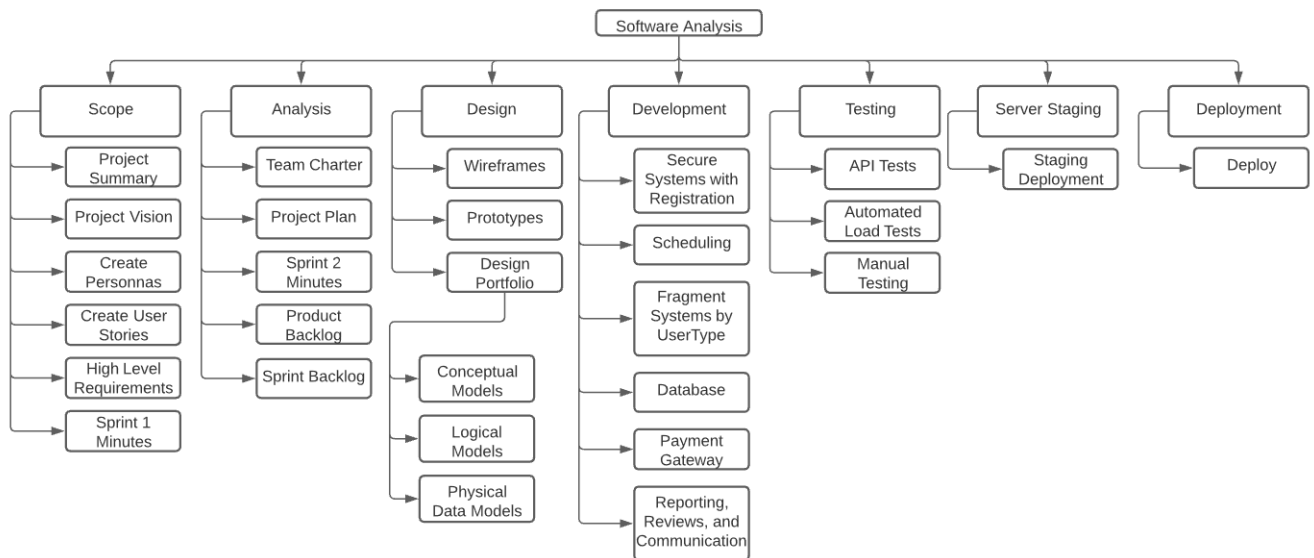 Software Analysis
Scope
Analysis
Design
Development
Testing
Server Staging
Deployment
Project
Summary
Project Vision
Create
Personnas
Create User
Stories
High Level
Requirements
Sprint 1
Minutes
Team Charter
Project Plan
Sprint 2
Minutes
Product
Backlog
Sprint Backlog
Wireframes
Prototypes
Design
Portfolio
Conceptual
Models
Logical
Models
Physical
Data Models
Secure
Systems with
Registration
Scheduling
Fragment
Systems by
UserType
Database
Payment
Gateway
Reporting,
Reviews, and
Communication
API Tests
Automated
Load Tests
Manual
Testing
Staging
Deployment
Deploy